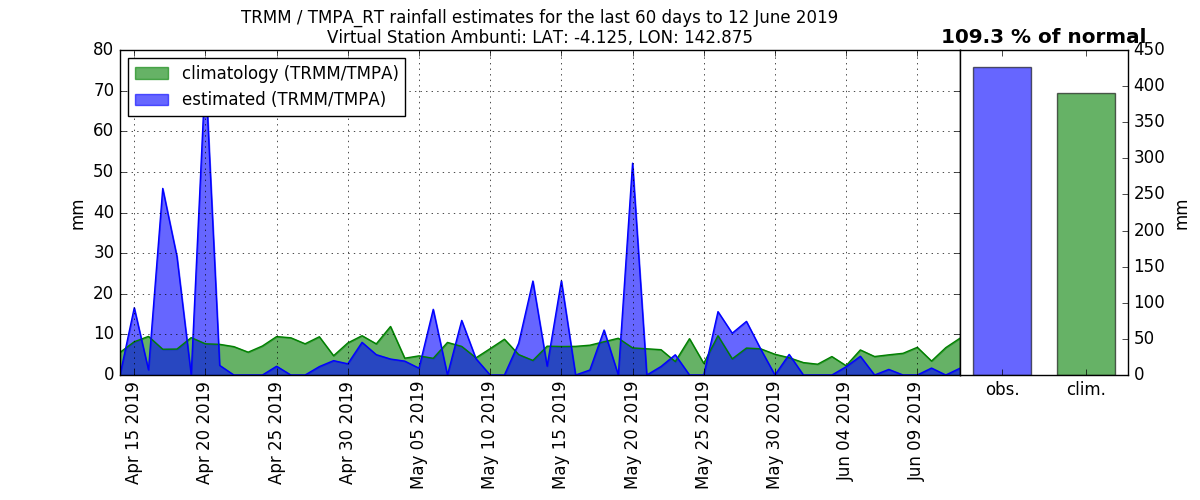 TRMM / TMPA_RT rainfall estimates for the last 60 days to 12 June 2019
Virtual Station Ambunti: LAT: -4.125, LON: 142.875
109.3 % of normal
climatology (TRMM/TMPA)
estimated (TRMM/TMPA)
80
70
60
50
40
30
20
10
0
mm
Apr 15 2019
Apr 20 2019
Apr 25 2019
Apr 30 2019
May 05 2019
May 10 2019
May 15 2019
May 20 2019
May 25 2019
May 30 2019
Jun 04 2019
Jun 09 2019
450
400
350
300
250
200
150
100
50
0
mm
obs.
clim.